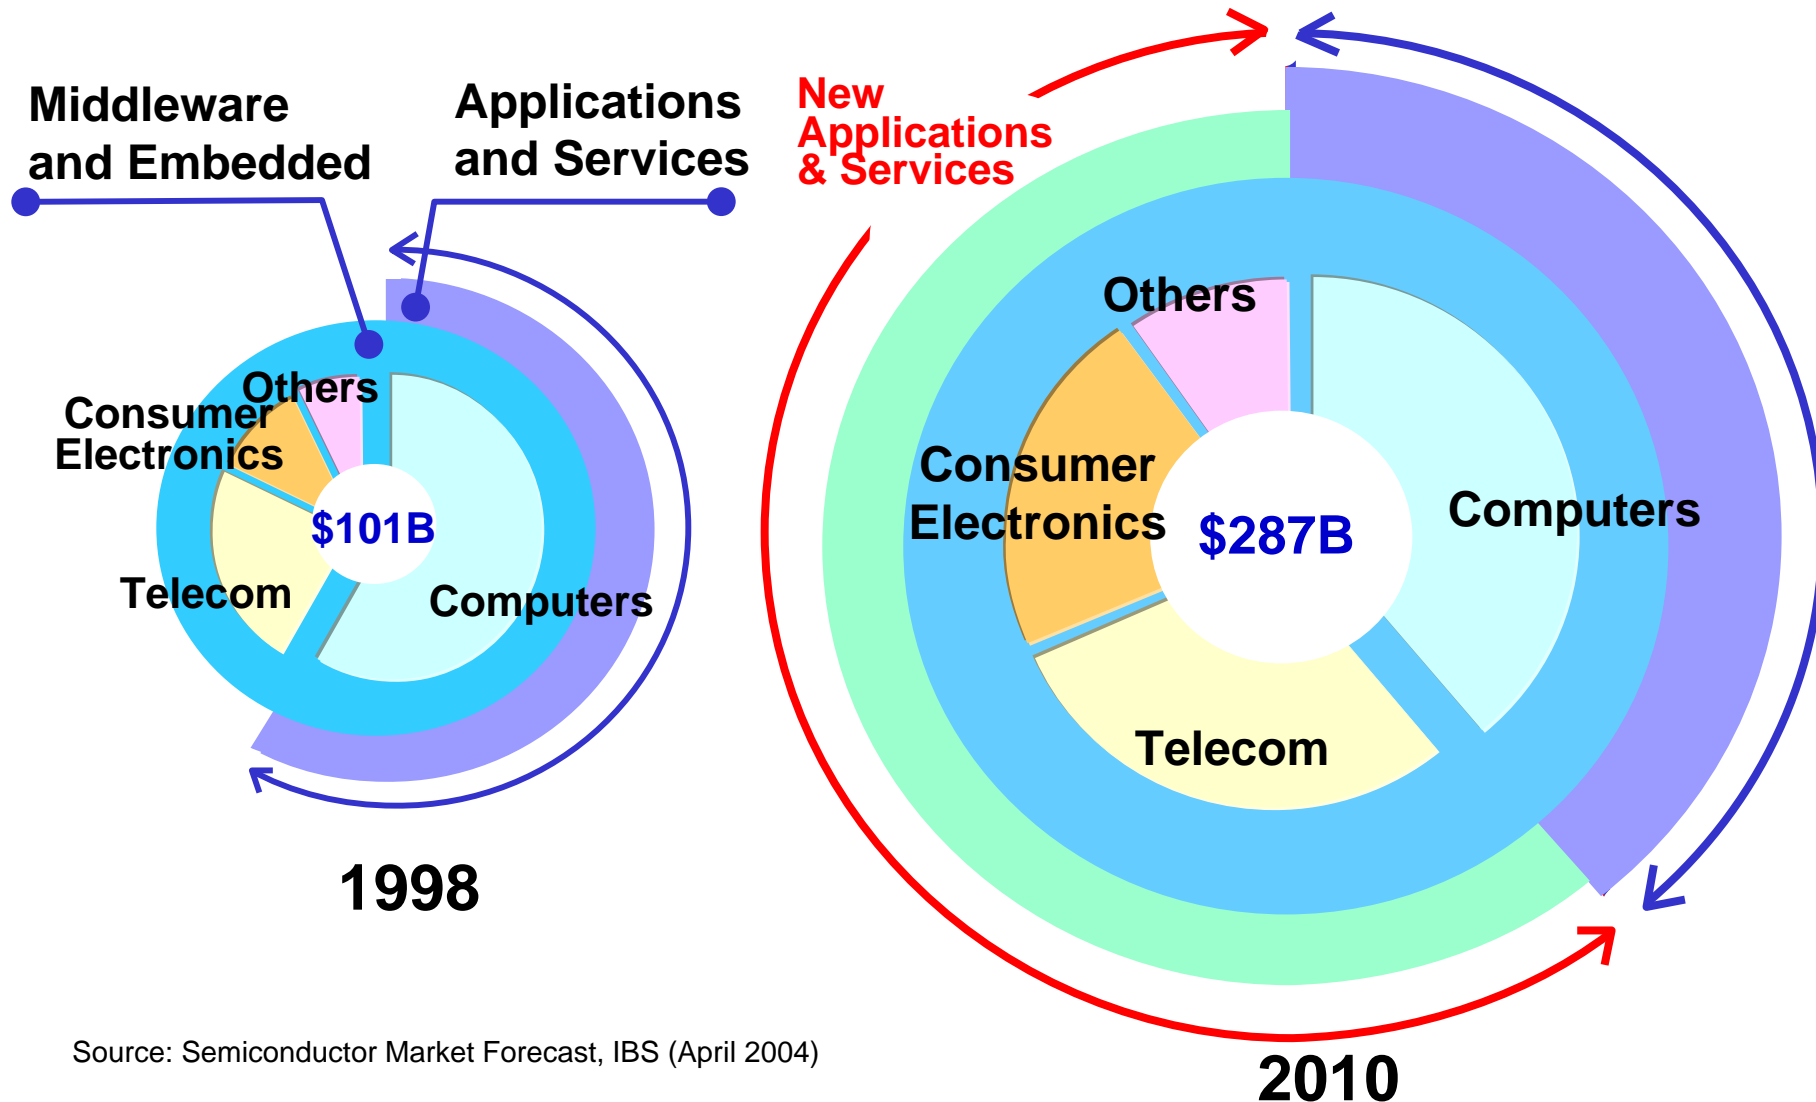 Middleware
and Embedded
Applications
and Services
New
Applications
& Services
Others
Consumer
Electronics
$101B
Telecom
Computers
1998
Others
Consumer
Electronics
$287B
Computers
Telecom
2010
Source: Semiconductor Market Forecast, IBS (April 2004)